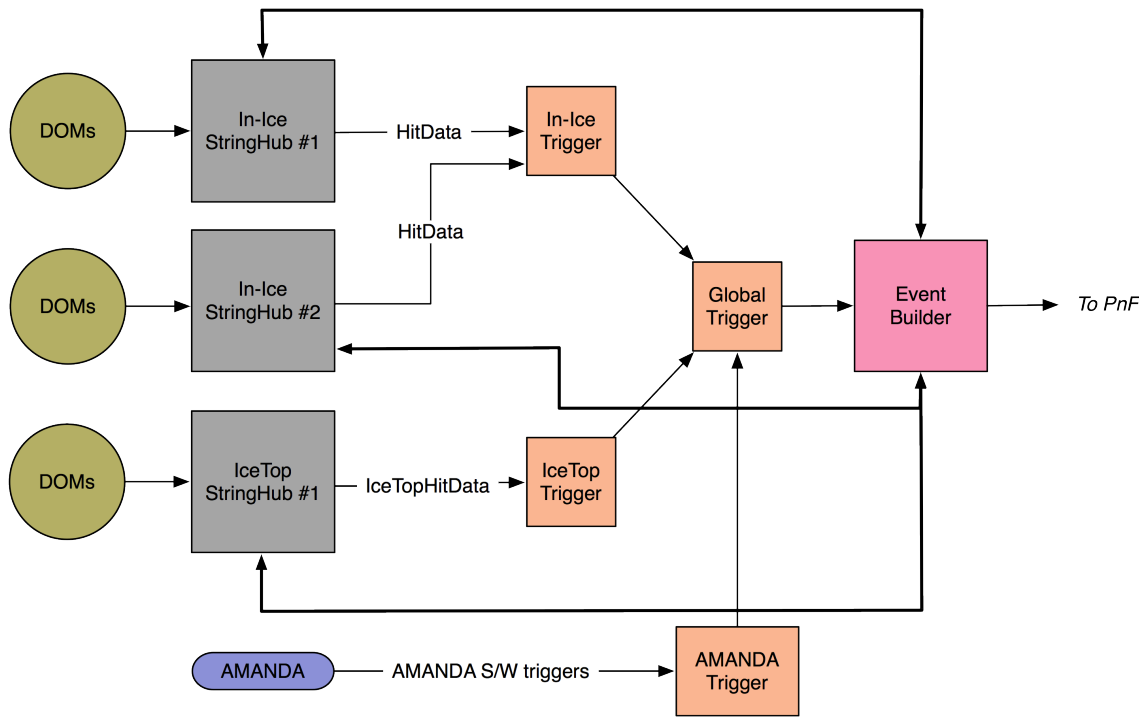 DOMs
In-Ice
StringHub #1
HitData
In-Ice
Trigger
HitData
DOMs
In-Ice
StringHub #2
Global
Trigger
Event
Builder
To PnF
DOMs
IceTop
StringHub #1
IceTopHitData
IceTop
Trigger
AMANDA
AMANDA S/W triggers
AMANDA
Trigger